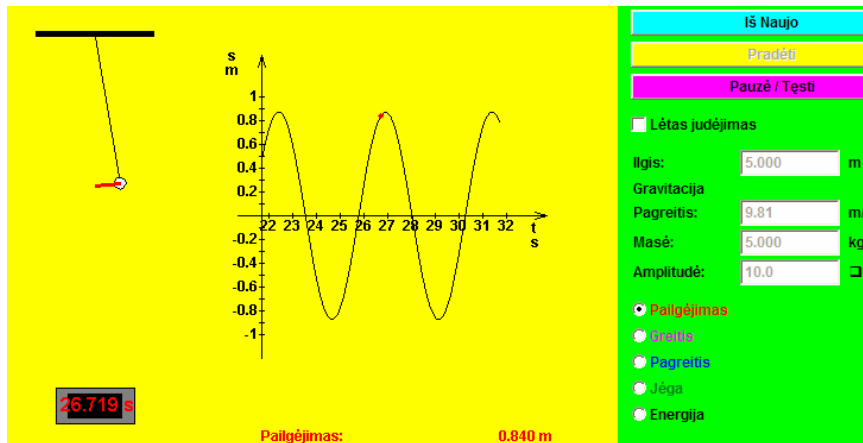 Iš Naujo
Pradėti
Pauzė / Tęsti
Lėtas judėjimas
Ilgis: 5.000 m
Gravitacija
Pagreitis: 9.81 m
Masė: 5.000 kg
Amplitudė: 10.0
Pailgėjimas
Greitis
Pagreitis
Jėga
Energija
s
m
1
0.8
0.6
0.4
0.2
-0.2
-0.4
-0.6
-0.8
-1
22 23 24 25 26 27 28 29 30 31 32
t
s
26.719 s
Pailgėjimas: 0.840 m